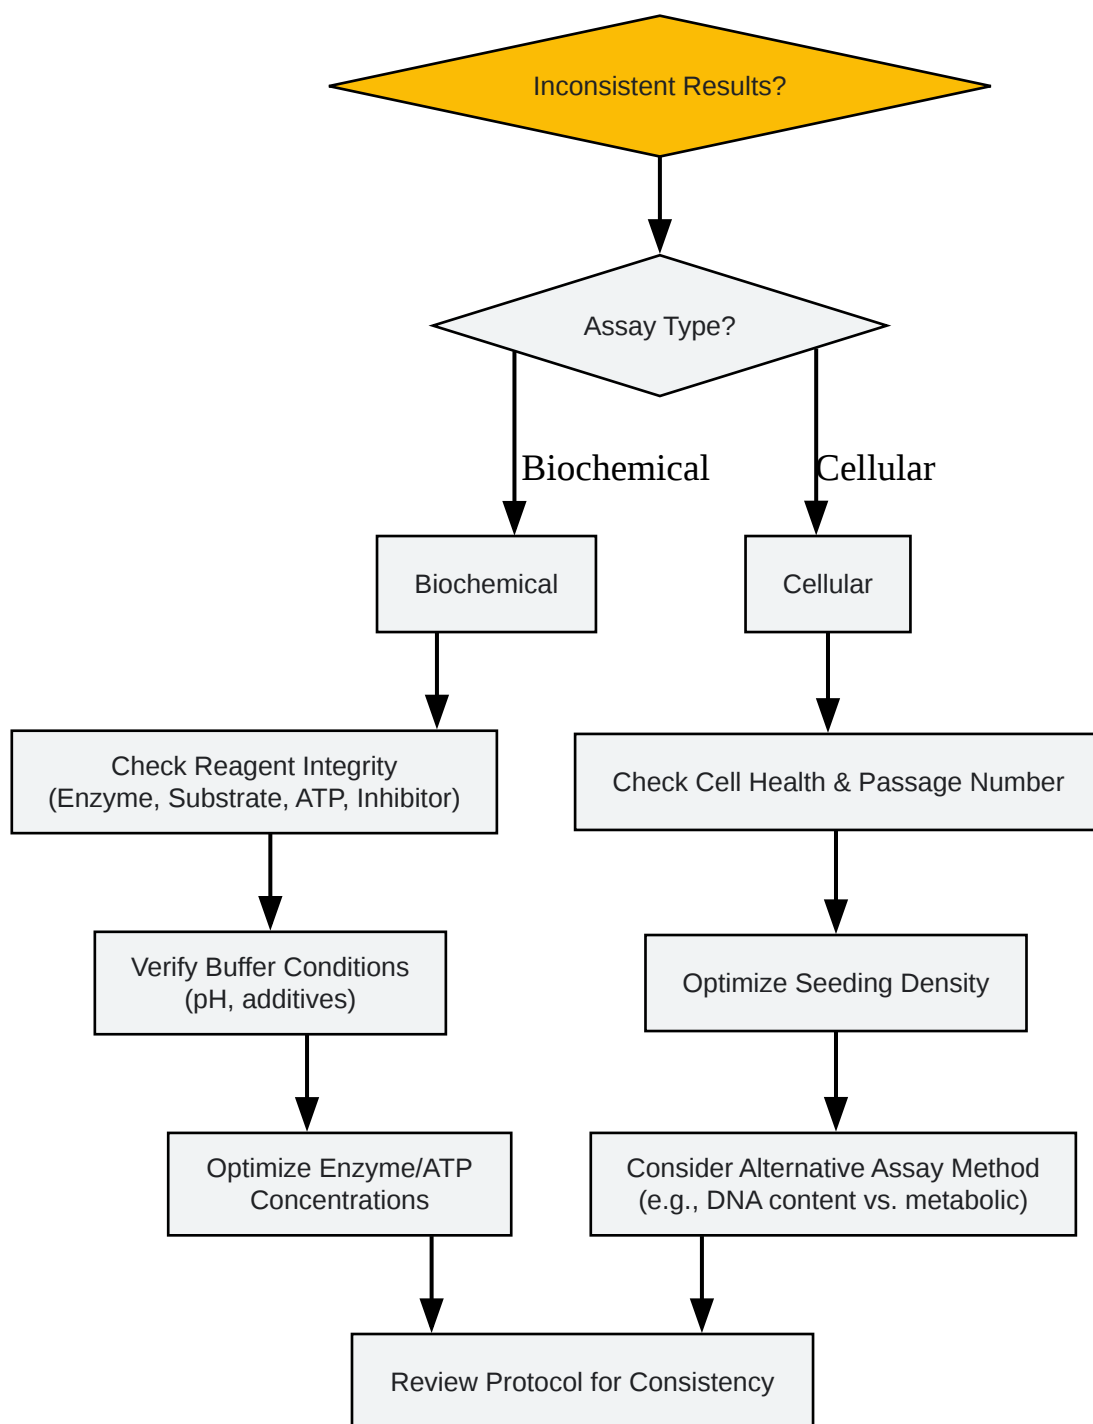 Inconsistent Results?
Assay Type?
Biochemical
Cellular
Biochemical
Cellular
Check Reagent Integrity
(Enzyme, Substrate, ATP, Inhibitor)
Check Cell Health & Passage Number
Verify Buffer Conditions
(pH, additives)
Optimize Seeding Density
Optimize Enzyme/ATP
Concentrations
Consider Alternative Assay Method
(e.g., DNA content vs. metabolic)
Review Protocol for Consistency